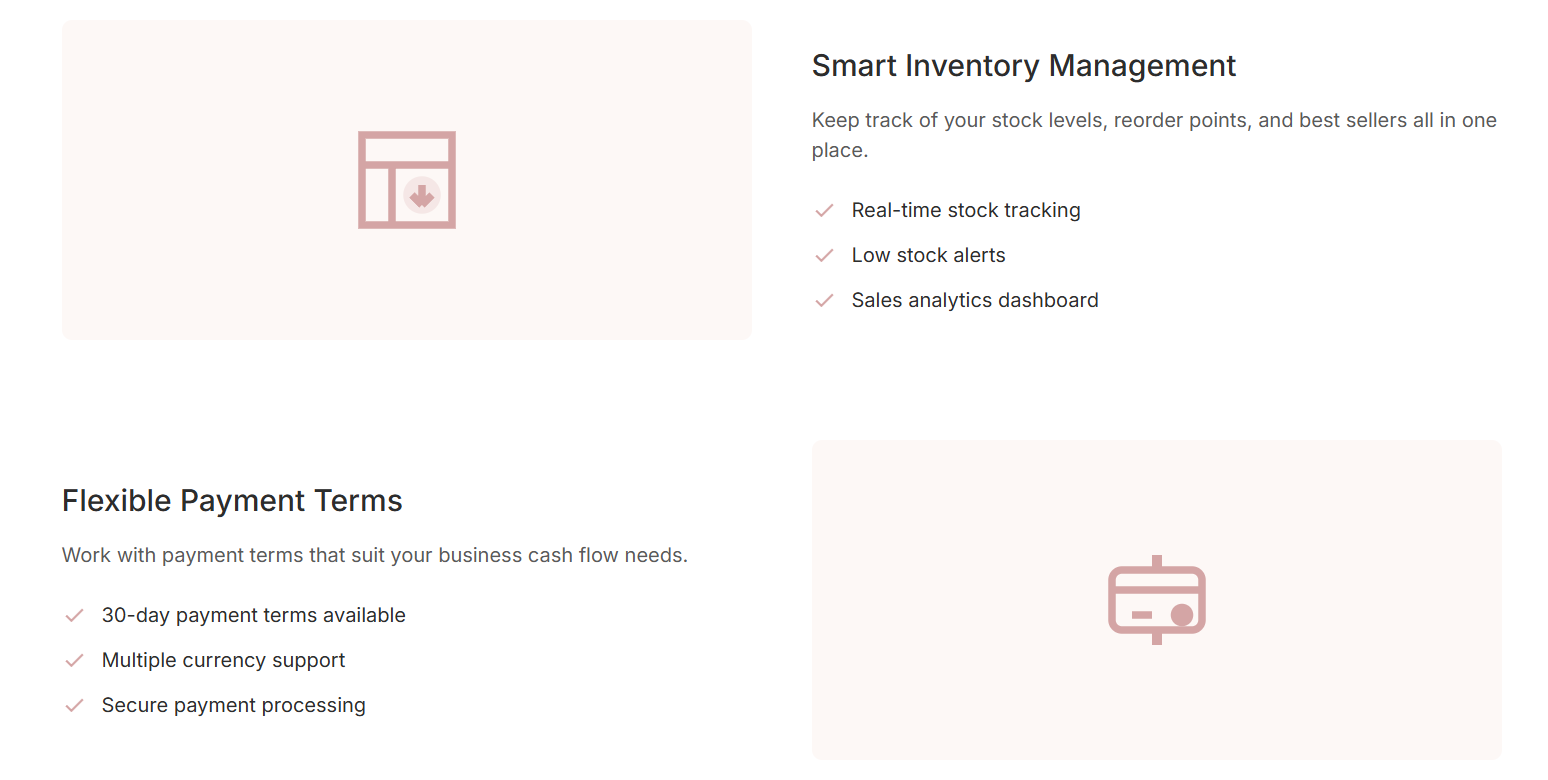 Smart Inventory Management
Keep track of your stock levels, reorder points, and best sellers all in one
place.
Real-time stock tracking
Low stock alerts
Sales analytics dashboard
Flexible Payment Terms
Work with payment terms that suit your business cash flow needs.
30-day payment terms available
Multiple currency support
Secure payment processing